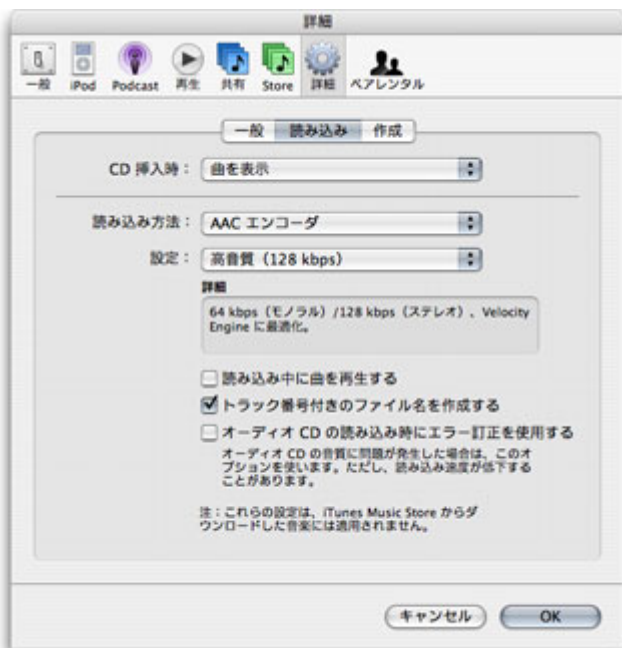 詳細
一般 iPod Podcast 再生 共有 Store 詳細 ペアレンタル
一般 読み込み 作成
CD 挿入時： 曲を表示
読み込み方法： AAC エンコーダ
設定： 高音質（128 kbps）
詳細
64 kbps（モノラル）/128 kbps（ステレオ）、Velocity
Engine に最適化。
読み込み中に曲を再生する
トラック番号付きのファイル名を作成する
オーディオ CD の読み込み時にエラー訂正を使用する
オーディオ CD の音質に問題が発生した場合は、このオ
プションを使います。ただし、読み込み速度が低下する
ことがあります。
注：これらの設定は、iTunes Music Store からダ
ウンロードした音楽には適用されません。
キャンセル OK